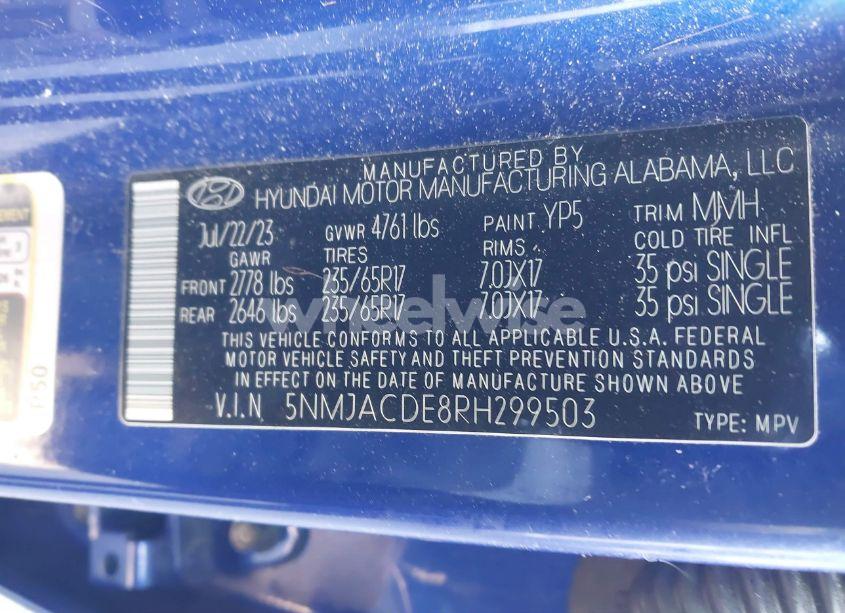 MANUFACTURED BY
HYUNDAI MOTOR MANUFACTURING ALABAMA, LLC
Jul/22/23 GVWR 4761 lbs PAINT YP5 TRIM MMH
GAWR TIRES RIMS COLD TIRE INFL
FRONT 2778 lbs 235/65R17 7.0JX17 35 psi SINGLE
REAR 2646 lbs 235/65R17 7.0JX17 35 psi SINGLE
THIS VEHICLE CONFORMS TO ALL APPLICABLE U.S.A. FEDERAL
MOTOR VEHICLE SAFETY AND THEFT PREVENTION STANDARDS
IN EFFECT ON THE DATE OF MANUFACTURE SHOWN ABOVE.
V.I.N 5NMJACDE8RH299503 TYPE: MPV
wheelwise